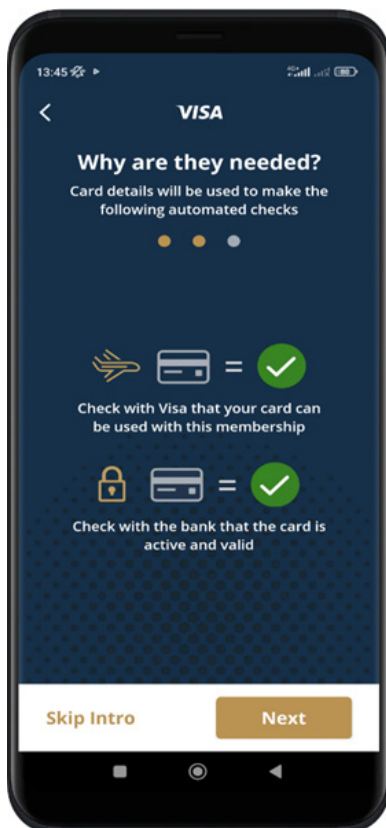 13:45
VISA
Why are they needed?
Card details will be used to make the
following automated checks
=
Check with Visa that your card can
be used with this membership
=
Check with the bank that the card is
active and valid
Skip Intro
Next